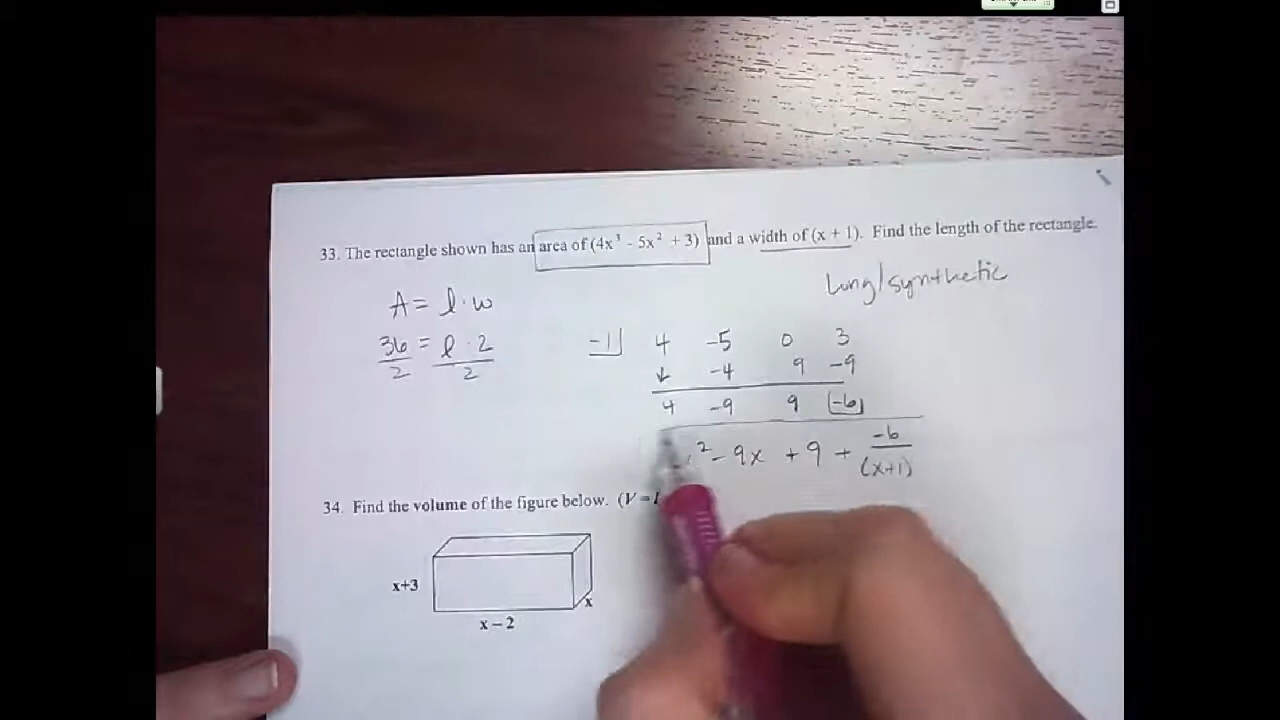 33. The rectangle shown has an area of (4x³ - 5x² + 3) and a width of (x + 1). Find the length of the rectangle.
long/synthetic
A = l · w
36 = l · 2
2 2
-1 4 -5 0 3
↓ -4 9 -9
4 -9 9 -6
² - 9x + 9 + -6
(x+1)
34. Find the volume of the figure below. (V =
x+3
x
x – 2